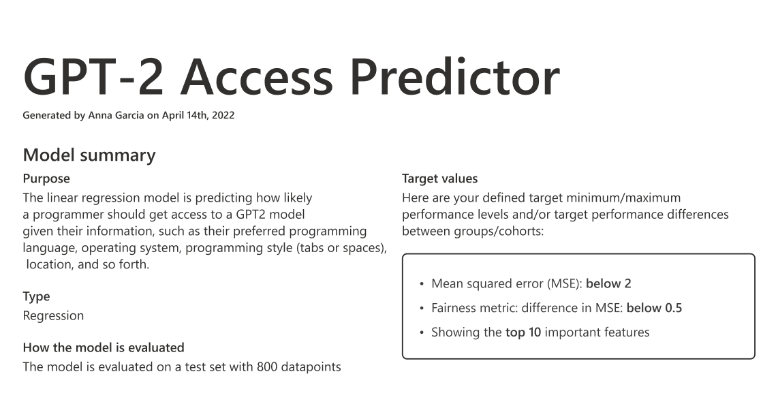 GPT-2 Access Predictor
Generated by Anna Garcia on April 14th, 2022
Model summary
Purpose
The linear regression model is predicting how likely
a programmer should get access to a GPT2 model
given their information, such as their preferred programming
language, operating system, programming style (tabs or spaces),
location, and so forth.
Type
Regression
How the model is evaluated
The model is evaluated on a test set with 800 datapoints
Target values
Here are your defined target minimum/maximum
performance levels and/or target performance differences
between groups/cohorts:
• Mean squared error (MSE): below 2
• Fairness metric: difference in MSE: below 0.5
• Showing the top 10 important features